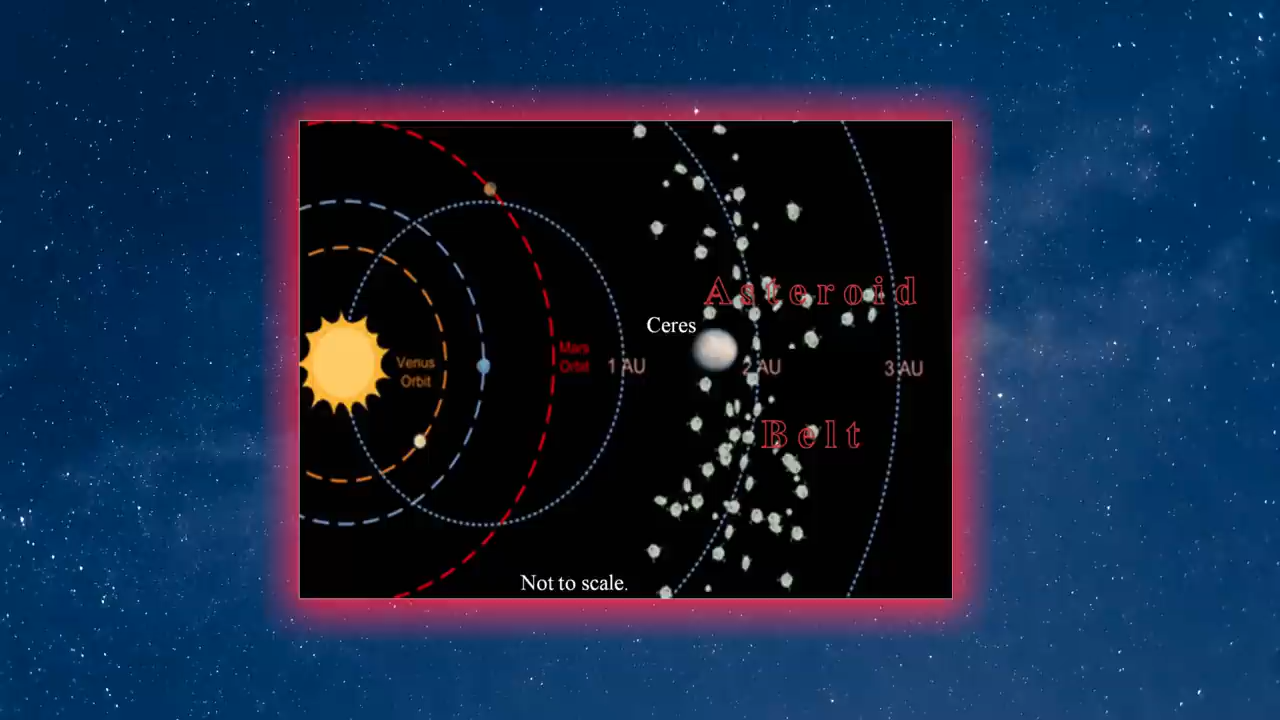 Asteroid
Ceres
Venus
Orbit
Mars
Orbit
1 AU
2 AU
3 AU
Belt
Not to scale.